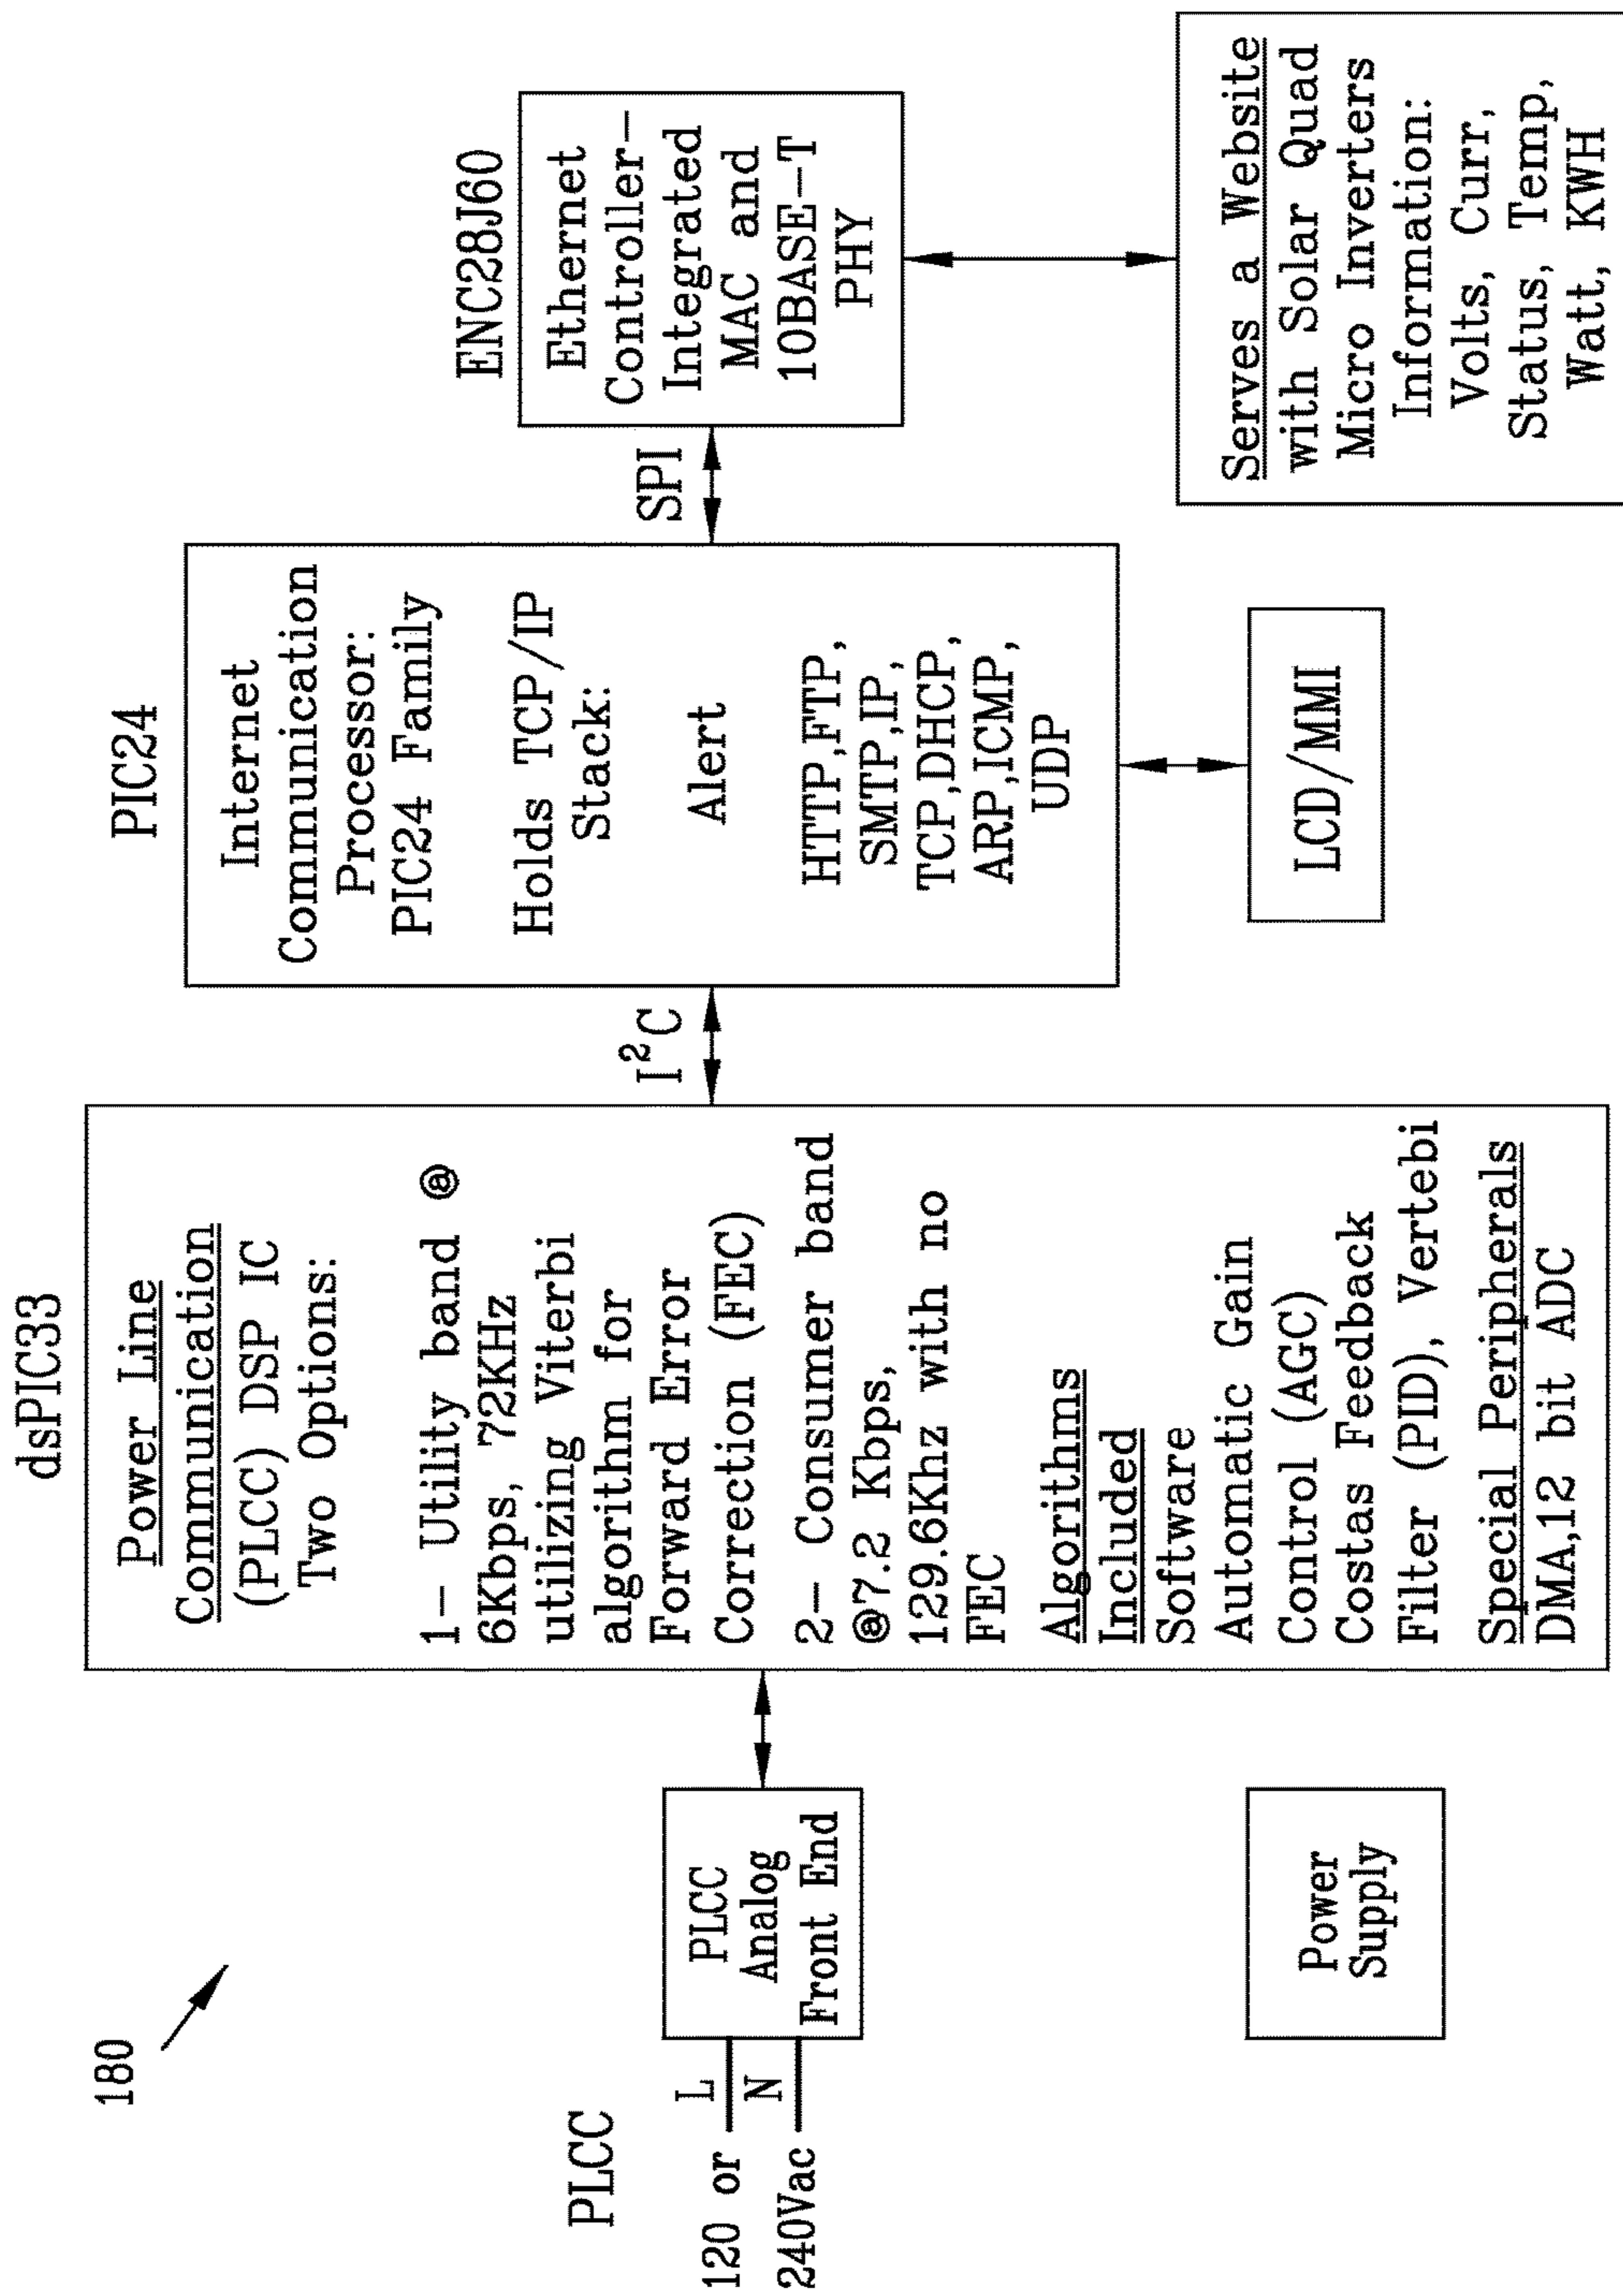 180
PLCC
120 or
L
N
240Vac
PLCC
Analog
Front End
Power
Supply
dsPIC33
Power Line
Communication
(PLCC) DSP IC
Two Options:
1- Utility band @
6Kbps, 72KHz
utilizing Viterbi
algorithm for
Forward Error
Correction (FEC)
2- Consumer band
@7.2 Kbps,
129.6Khz with no
FEC
Algorithms
Included
Software
Automatic Gain
Control (AGC)
Costas Feedback
Filter (PID), Vertebi
Special Peripherals
DMA,12 bit ADC
I²C
PIC24
Internet
Communication
Processor:
PIC24 Family
Holds TCP/IP
Stack:
Alert
HTTP,FTP,
SMTP,IP,
TCP,DHCP,
ARP,ICMP,
UDP
LCD/MMI
SPI
ENC28J60
Ethernet
Controller-
Integrated
MAC and
10BASE-T
PHY
Serves a Website
with Solar Quad
Micro Inverters
Information:
Volts, Curr,
Status, Temp,
Watt, KWH